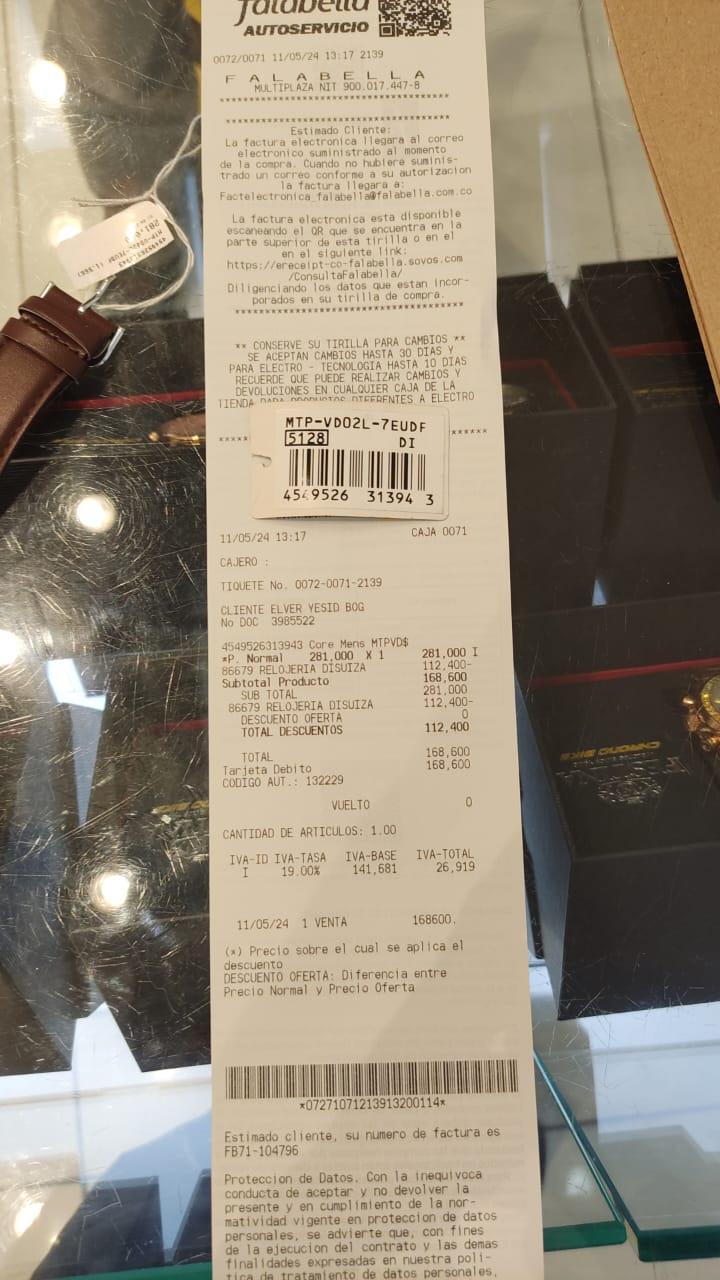 falabella
AUTOSERVICIO
0072/0071 11/05/24 13:17 2139
F A L A B E L L A
MULTIPLAZA NIT 900.017.447-8
Estimado Cliente:
La factura electronica llegara al correo
electronico suministrado al momento
de la compra. Cuando no hubiere suminis-
trado un correo conforme a su autorizacion
la factura llegara a:
Factelectronica_falabella@falabella.com.co
La factura electronica esta disponible
escaneando el QR que se encuentra en la
parte superior de esta tirilla o en el
en el siguiente link:
https://ereceipt-co-falabella.sovos.com
/ConsultaFalabella/
Diligenciando los datos que estan incor-
porados en su tirilla de compra.
** CONSERVE SU TIRILLA PARA CAMBIOS **
SE ACEPTAN CAMBIOS HASTA 30 DIAS Y
PARA ELECTRO - TECNOLOGIA HASTA 10 DIAS
RECUERDE QUE PUEDE REALIZAR CAMBIOS Y
DEVOLUCIONES EN CUALQUIER CAJA DE LA
TIENDA PARA PRODUCTOS DIFERENTES A ELECTRO
MTP-VD02L-7EUDF
5128 DI
4549526 31394 3
11/05/24 13:17 CAJA 0071
CAJERO :
TIQUETE No. 0072-0071-2139
CLIENTE ELVER YESID BOG
No DOC 3985522
4549526313943 Core Mens MTPVD$
*P. Normal 281,000 X 1 281,000 I
86679 RELOJERIA DISUIZA 112,400-
Subtotal Producto 168,600
SUB TOTAL 281,000
86679 RELOJERIA DISUIZA 112,400-
DESCUENTO OFERTA 0
TOTAL DESCUENTOS 112,400
TOTAL 168,600
Tarjeta Debito 168,600
CODIGO AUT.: 132229
VUELTO 0
CANTIDAD DE ARTICULOS: 1.00
IVA-ID IVA-TASA IVA-BASE IVA-TOTAL
I 19.00% 141,681 26,919
11/05/24 1 VENTA 168600.
(*) Precio sobre el cual se aplica el
descuento
DESCUENTO OFERTA: Diferencia entre
Precio Normal y Precio Oferta
*07271071213913200114*
Estimado cliente, su numero de factura es
FB71-104796
Proteccion de Datos. Con la inequivoca
conducta de aceptar y no devolver la
presente y en cumplimiento de la nor-
matividad vigente en proteccion de datos
personales, se advierte que, con fines
de la ejecucion del contrato y las demas
finalidades expresadas en nuestra poli-
tica de tratamiento de datos personales,
CHRONO BIKE